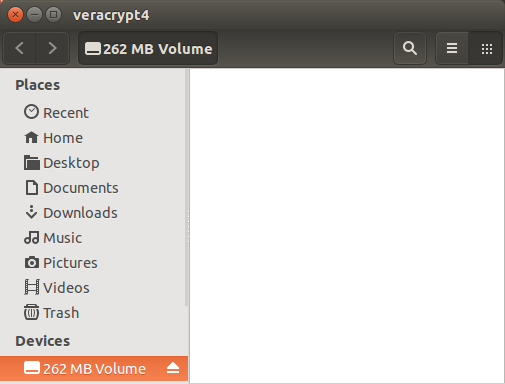 veracrypt4
262 MB Volume
Places
Recent
Home
Desktop
Documents
Downloads
Music
Pictures
Videos
Trash
Devices
262 MB Volume